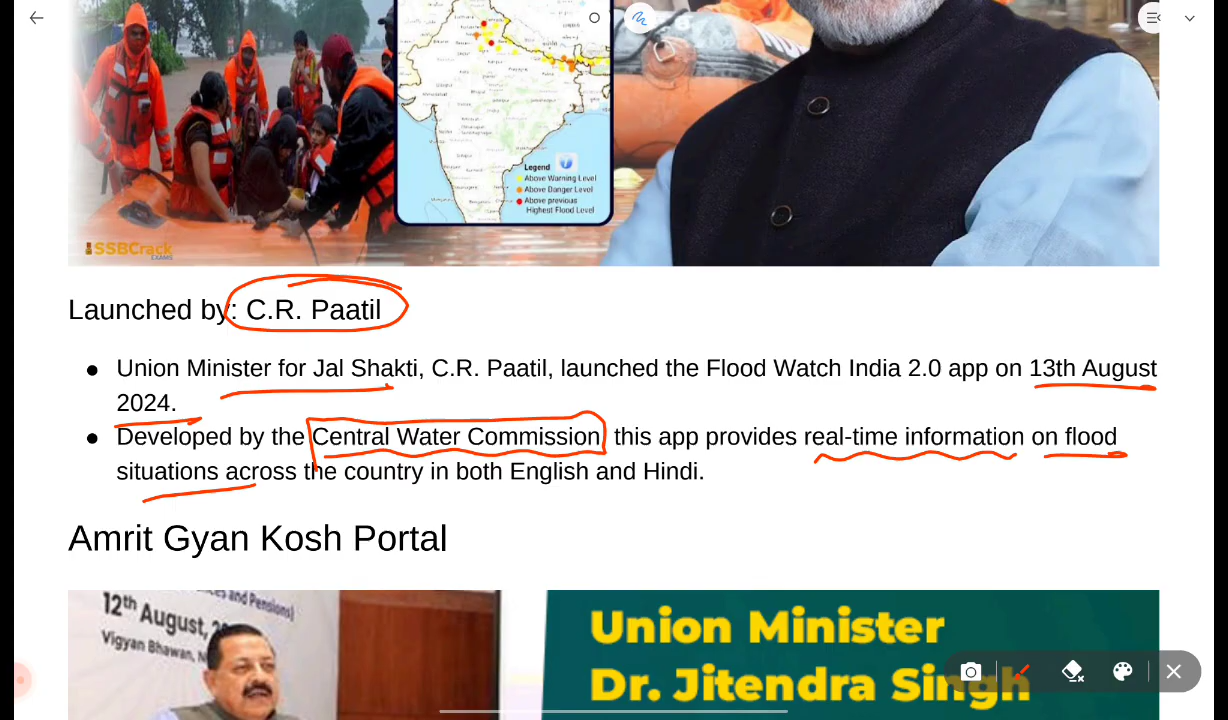 Legend
Above Warning Level
Above Danger Level
Above previous
Highest Flood Level
SSBCrack
EXAMS
Launched by: C.R. Paatil
● Union Minister for Jal Shakti, C.R. Paatil, launched the Flood Watch India 2.0 app on 13th August
2024.
● Developed by the Central Water Commission, this app provides real-time information on flood
situations across the country in both English and Hindi.
Amrit Gyan Kosh Portal
and Pensions)
12th August,
Vigyan Bhawan, N
Union Minister
Dr. Jitendra Singh